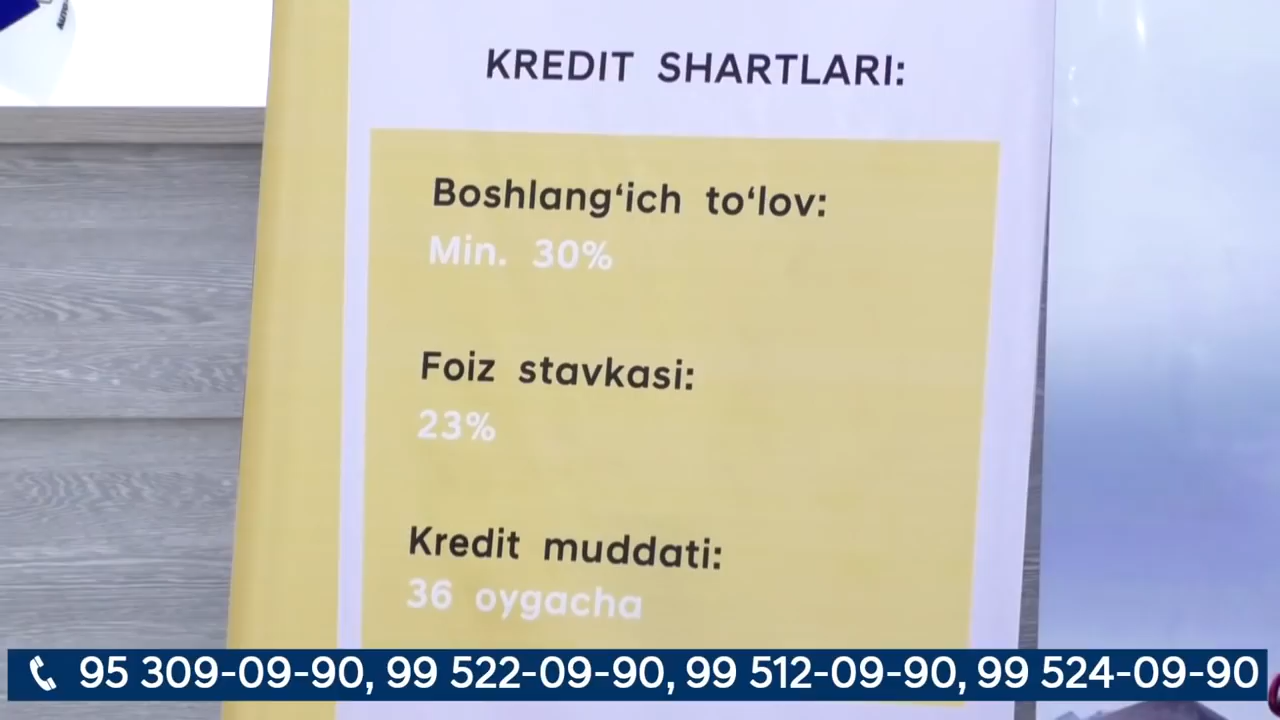 KREDIT SHARTLARI:
Boshlang‘ich to‘lov:
Min. 30%
Foiz stavkasi:
23%
Kredit muddati:
36 oygacha
95 309-09-90, 99 522-09-90, 99 512-09-90, 99 524-09-90